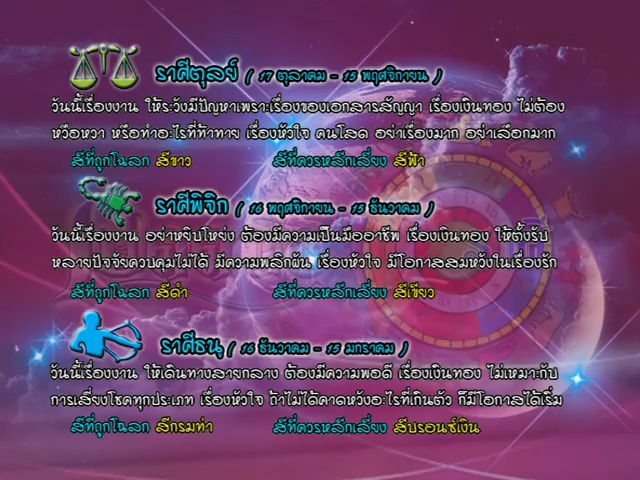 ราศีตุลย์ ( 17 ตุลาคม - 15 พฤศจิกายน )
วันนี้เรื่องงาน ให้ระวังมีปัญหาเพราะเรื่องของเอกสารสัญญา เรื่องเงินทอง ไม่ต้อง
หวือหวา หรือทำอะไรที่ท้าทาย เรื่องหัวใจ คนโสด อย่าเรื่องมาก อย่าเลือกมาก
สีที่ถูกโฉลก สีขาว สีที่ควรหลีกเลี่ยง สีฟ้า
ราศีพิจิก ( 16 พฤศจิกายน - 15 ธันวาคม )
วันนี้เรื่องงาน อย่าหยิบโหย่ง ต้องมีความเป็นมืออาชีพ เรื่องเงินทอง ให้ตั้งรับ
หลายปัจจัยควบคุมไม่ได้ มีความพลิกผัน เรื่องหัวใจ มีโอกาสสมหวังในเรื่องรัก
สีที่ถูกโฉลก สีดำ สีที่ควรหลีกเลี่ยง สีเขียว
ราศีธนู ( 16 ธันวาคม - 15 มกราคม )
วันนี้เรื่องงาน ให้เดินทางสายกลาง ต้องมีความพอดี เรื่องเงินทอง ไม่เหมาะกับ
การเสี่ยงโชคทุกประเภท เรื่องหัวใจ ถ้าไม่ได้คาดหวังอะไรที่เกินตัว ก็มีโอกาสได้เริ่ม
สีที่ถูกโฉลก สีกรมท่า สีที่ควรหลีกเลี่ยง สีบรอนซ์เงิน